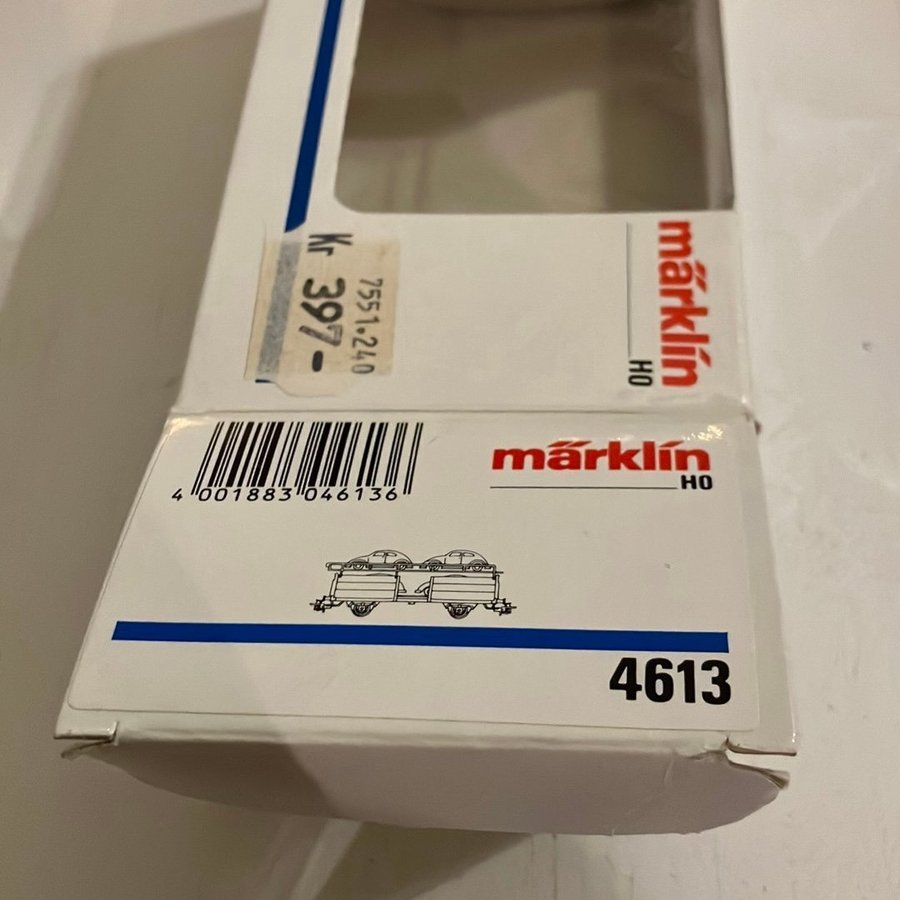 Kr 397-
7551.240
märklin
HO
4 001883 046136
märklin
HO
4613